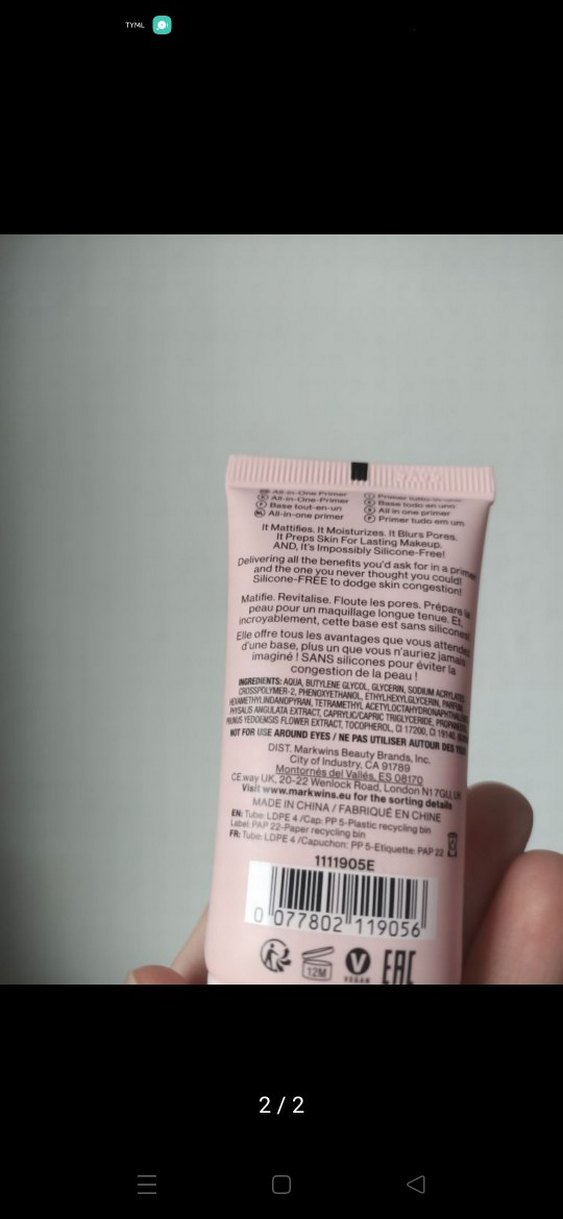 TYML
All-in-One Primer
All-in-One-Primer
Base todo en uno
Base tout-en-un
All in one primer
All-in-one primer
Primer tudo em um
It Mattifies. It Moisturizes. It Blurs Pores.
It Preps Skin For Lasting Makeup.
AND, It's Impossibly Silicone-Free!
Delivering all the benefits you'd ask for in a primer
and the one you never thought you could!
Silicone-FREE to dodge skin congestion!
Matifie. Revitalise. Floute les pores. Prépare la
peau pour un maquillage longue tenue. Et,
incroyablement, cette base est sans silicones!
Elle offre tous les avantages que vous attendez
d'une base, plus un que vous n'auriez jamais
imaginé ! SANS silicones pour éviter la
congestion de la peau !
INGREDIENTS: AQUA, BUTYLENE GLYCOL, GLYCERIN, SODIUM ACRYLATES
CROSSPOLYMER-2, PHENOXYETHANOL, ETHYLHEXYLGLYCERIN, PARFUM,
HEXAMETHYLINDANOPYRAN, TETRAMETHYL ACETYLOCTAHYDRONAPHTHALENES,
PHYSALIS ANGULATA EXTRACT, CAPRYLIC/CAPRIC TRIGLYCERIDE,
PRUNUS YEDOENSIS FLOWER EXTRACT, TOCOPHEROL, CI 17200, CI 19140
NOT FOR USE AROUND EYES / NE PAS UTILISER AUTOUR DES YEUX
DIST. Markwins Beauty Brands, Inc.
City of Industry, CA 91789
Montornés del Vallés, ES 08170
CE.way UK, 20-22 Wenlock Road, London N1 7GU, UK
Visit www.markwins.eu for the sorting details
MADE IN CHINA / FABRIQUÉ EN CHINE
EN: Tube: LDPE 4 /Cap: PP 5-Plastic recycling bin
Label: PAP 22-Paper recycling bin
FR: Tube: LDPE 4 /Capuchon: PP 5-Etiquette: PAP 22
1111905E
0 077802 119056
12M
V
VEGAN
EAC
2 / 2